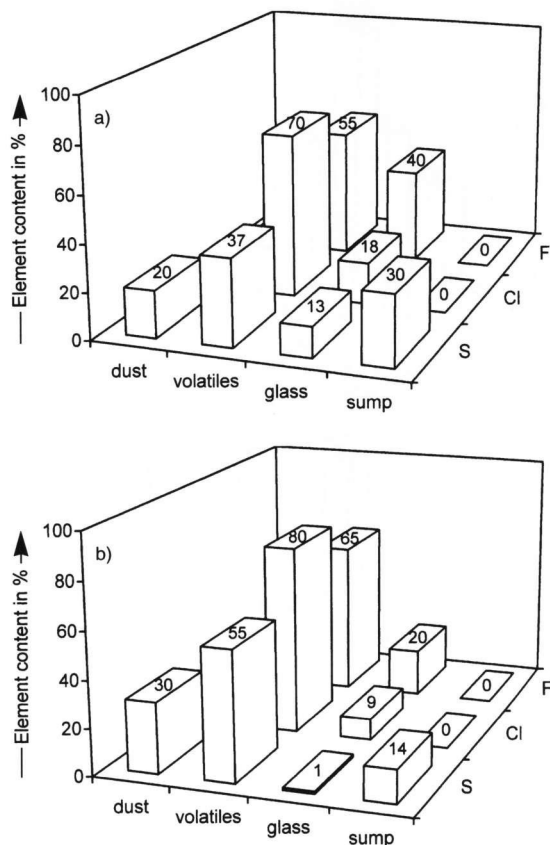 100
a)
80
60
40
20
0
Element content in %
70
55
40
20
37
18
0
13
30
0
F
Cl
S
dust
volatiles
glass
sump
100
b)
80
60
40
20
0
Element content in %
80
65
30
55
20
9
0
0
1
14
F
Cl
S
dust
volatiles
glass
sump